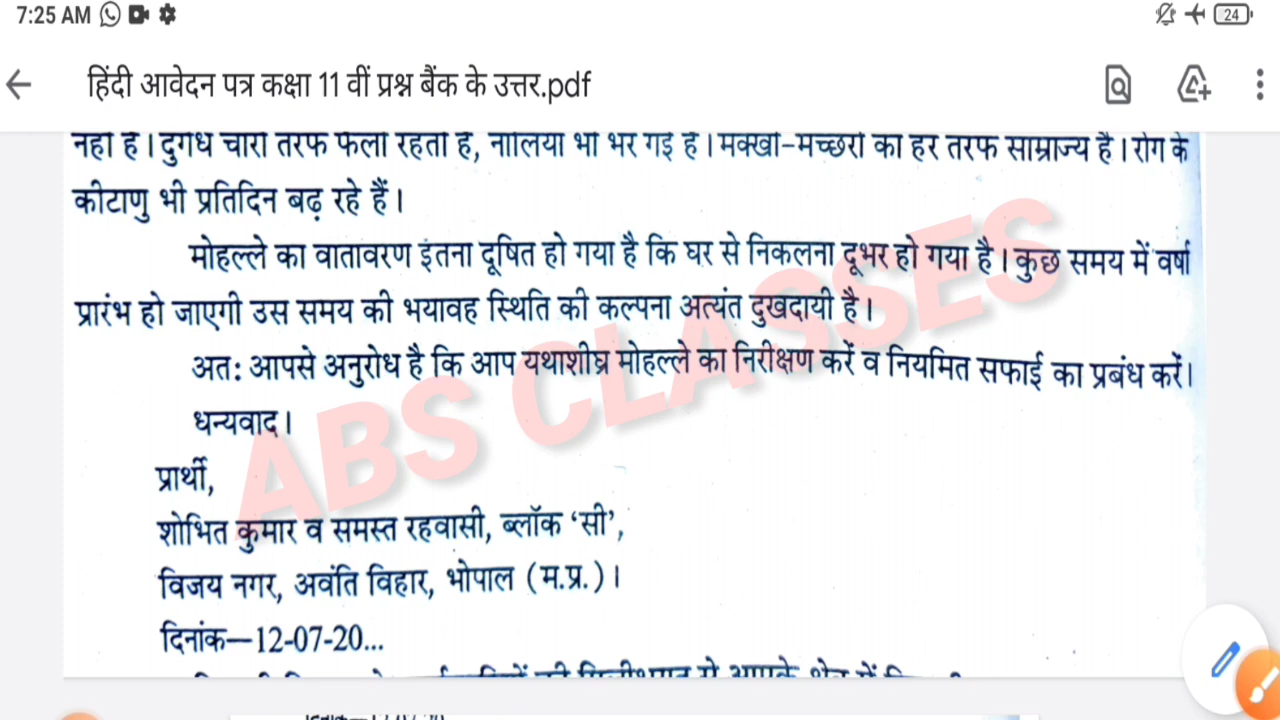 7:25 AM
24
हिंदी आवेदन पत्र कक्षा 11 वीं प्रश्न बैंक के उत्तर.pdf
नहीं है। दुर्गंध चारों तरफ फैली रहती है, नालियाँ भी भर गई हैं। मक्खी-मच्छरों का हर तरफ साम्राज्य है। रोग के
कीटाणु भी प्रतिदिन बढ़ रहे हैं।
मोहल्ले का वातावरण इतना दूषित हो गया है कि घर से निकलना दूभर हो गया है। कुछ समय में वर्षा
प्रारंभ हो जाएगी उस समय की भयावह स्थिति की कल्पना अत्यंत दुखदायी है।
अत: आपसे अनुरोध है कि आप यथाशीघ्र मोहल्ले का निरीक्षण करें व नियमित सफाई का प्रबंध करें।
धन्यवाद।
ABS CLASSES
प्रार्थी,
शोभित कुमार व समस्त रहवासी, ब्लॉक ‘सी’,
विजय नगर, अवंति विहार, भोपाल (म.प्र.)।
दिनांक—12-07-20...